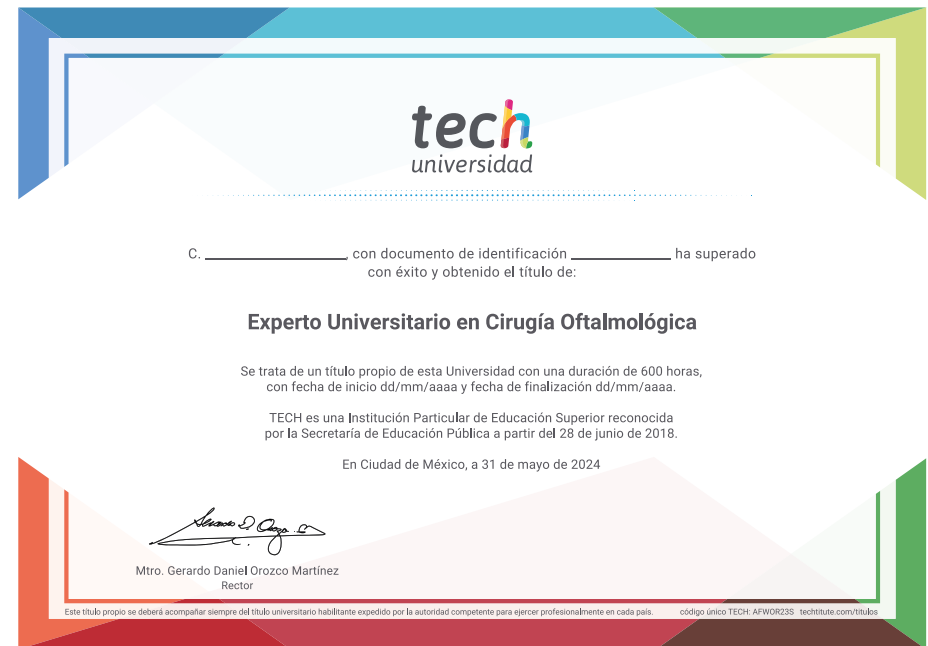 tech
universidad
C. ____________, con documento de identificación ____________ ha superado
con éxito y obtenido el título de:
Experto Universitario en Cirugía Oftalmológica
Se trata de un título propio de esta Universidad con una duración de 600 horas,
con fecha de inicio dd/mm/aaaa y fecha de finalización dd/mm/aaaa.
TECH es una Institución Particular de Educación Superior reconocida
por la Secretaría de Educación Pública a partir del 28 de junio de 2018.
En Ciudad de México, a 31 de mayo de 2024
Mtro. Gerardo Daniel Orozco Martínez
Rector
Este título propio se deberá acompañar siempre del título universitario habilitante expedido por la autoridad competente para ejercer profesionalmente en cada país. código único TECH: AFWOR23S techtitute.com/titulos